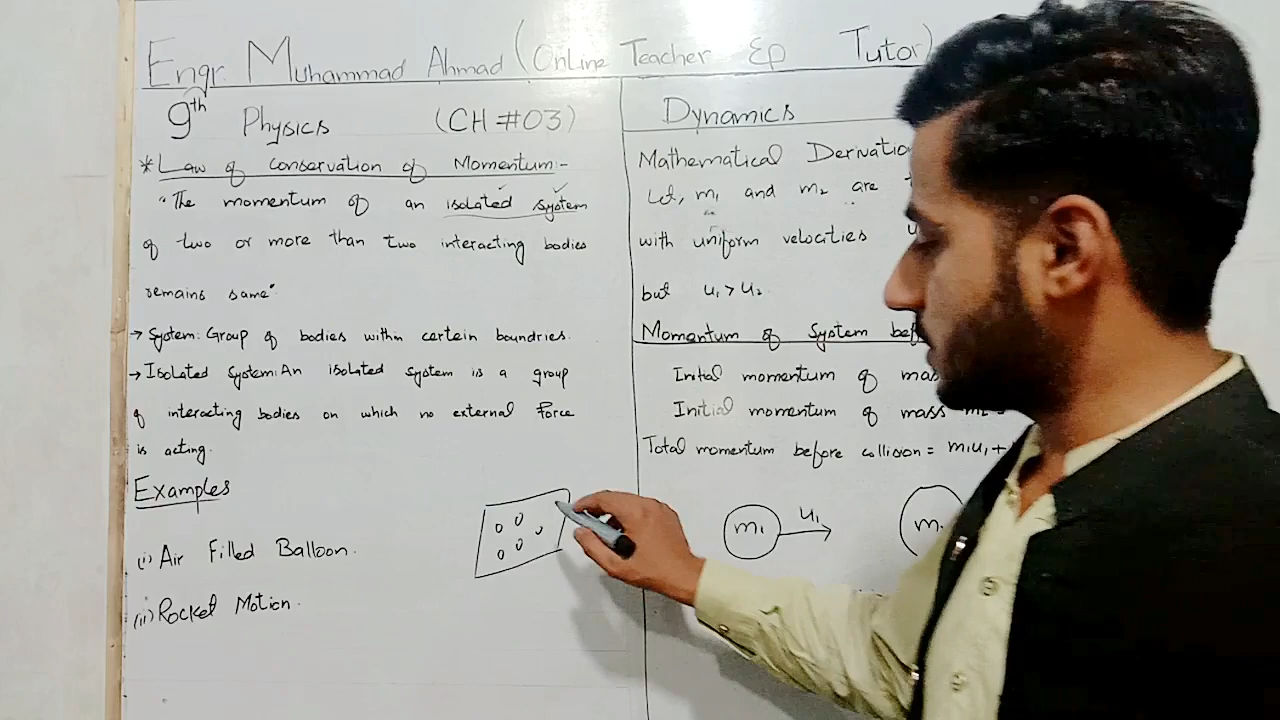 Engr. Muhammad Ahmad (Online Teacher & Tutor)
9th Physics (CH #03)
Dynamics
*Law of conservation of Momentum:-
"The momentum of an isolated system
of two or more than two interacting bodies
remains same".
→ System: Group of bodies within certain boundries.
→ Isolated System: An isolated system is a group
of interacting bodies on which no external Force
is acting.
Examples
(i) Air Filled Balloon.
(ii) Rocket Motion.
Mathematical
Let, m1 and m2 are
with uniform velocities
but u1 > u2
Momentum of System
Initial momentum of
Initial momentum of mass
Total momentum before collision = m1u1 +
m1 u1